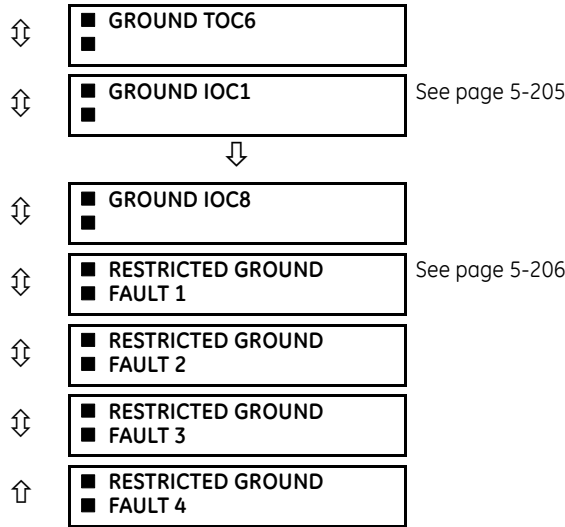 ■ GROUND TOC6
■
■ GROUND IOC1 See page 5-205
■
■ GROUND IOC8
■
■ RESTRICTED GROUND See page 5-206
■ FAULT 1
■ RESTRICTED GROUND
■ FAULT 2
■ RESTRICTED GROUND
■ FAULT 3
■ RESTRICTED GROUND
■ FAULT 4